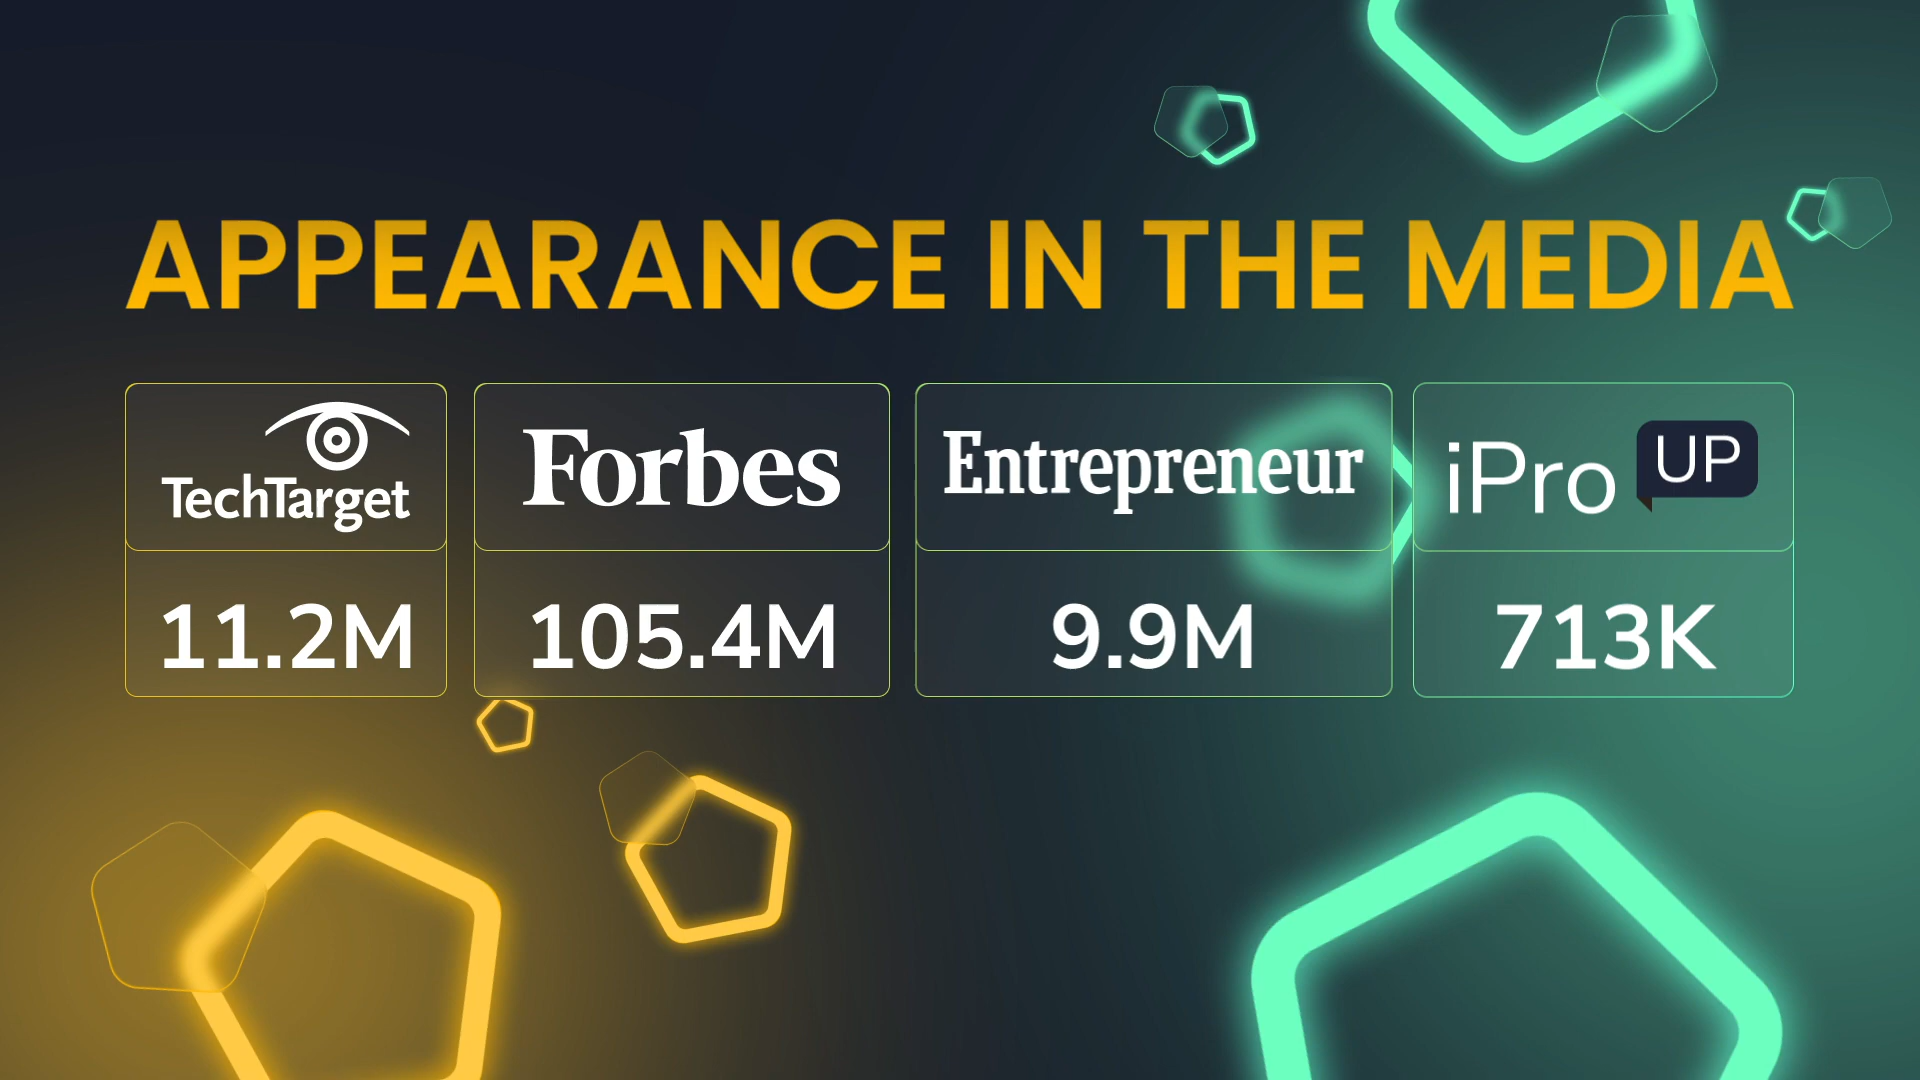 APPEARANCE IN THE MEDIA
TechTarget
Forbes
Entrepreneur
iPro UP
11.2M
105.4M
9.9M
713K